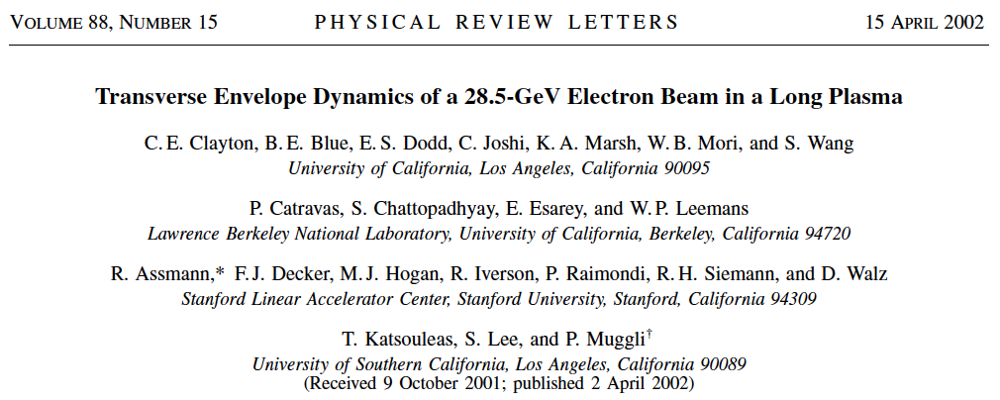 VOLUME 88, NUMBER 15 PHYSICAL REVIEW LETTERS 15 APRIL 2002
Transverse Envelope Dynamics of a 28.5-GeV Electron Beam in a Long Plasma
C. E. Clayton, B. E. Blue, E. S. Dodd, C. Joshi, K. A. Marsh, W. B. Mori, and S. Wang
University of California, Los Angeles, California 90095
P. Catravas, S. Chattopadhyay, E. Esarey, and W. P. Leemans
Lawrence Berkeley National Laboratory, University of California, Berkeley, California 94720
R. Assmann,* F. J. Decker, M. J. Hogan, R. Iverson, P. Raimondi, R. H. Siemann, and D. Walz
Stanford Linear Accelerator Center, Stanford University, Stanford, California 94309
T. Katsouleas, S. Lee, and P. Muggli†
University of Southern California, Los Angeles, California 90089
(Received 9 October 2001; published 2 April 2002)